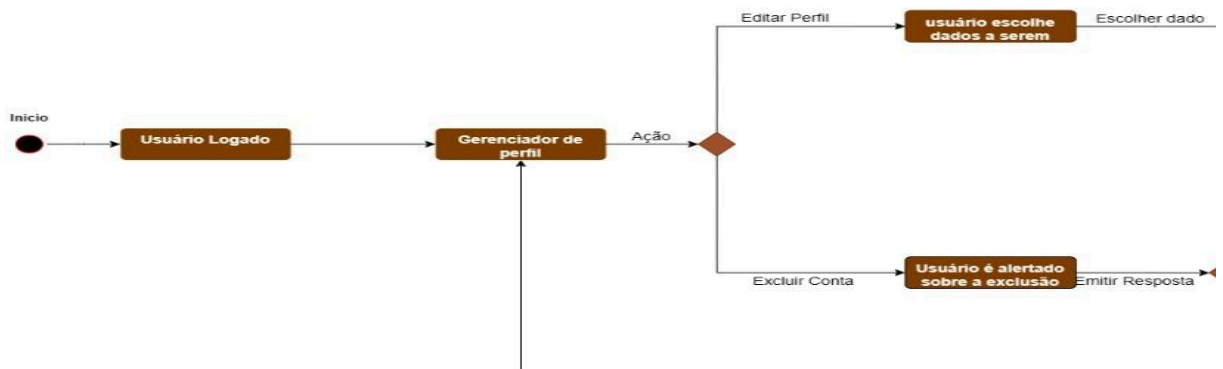 Editar Perfil
usuário escolhe
dados a serem
Escolher dado
Inicio
Usuário Logado
Gerenciador de
perfil
Ação
Excluir Conta
Usuário é alertado
sobre a exclusão
Emitir Resposta